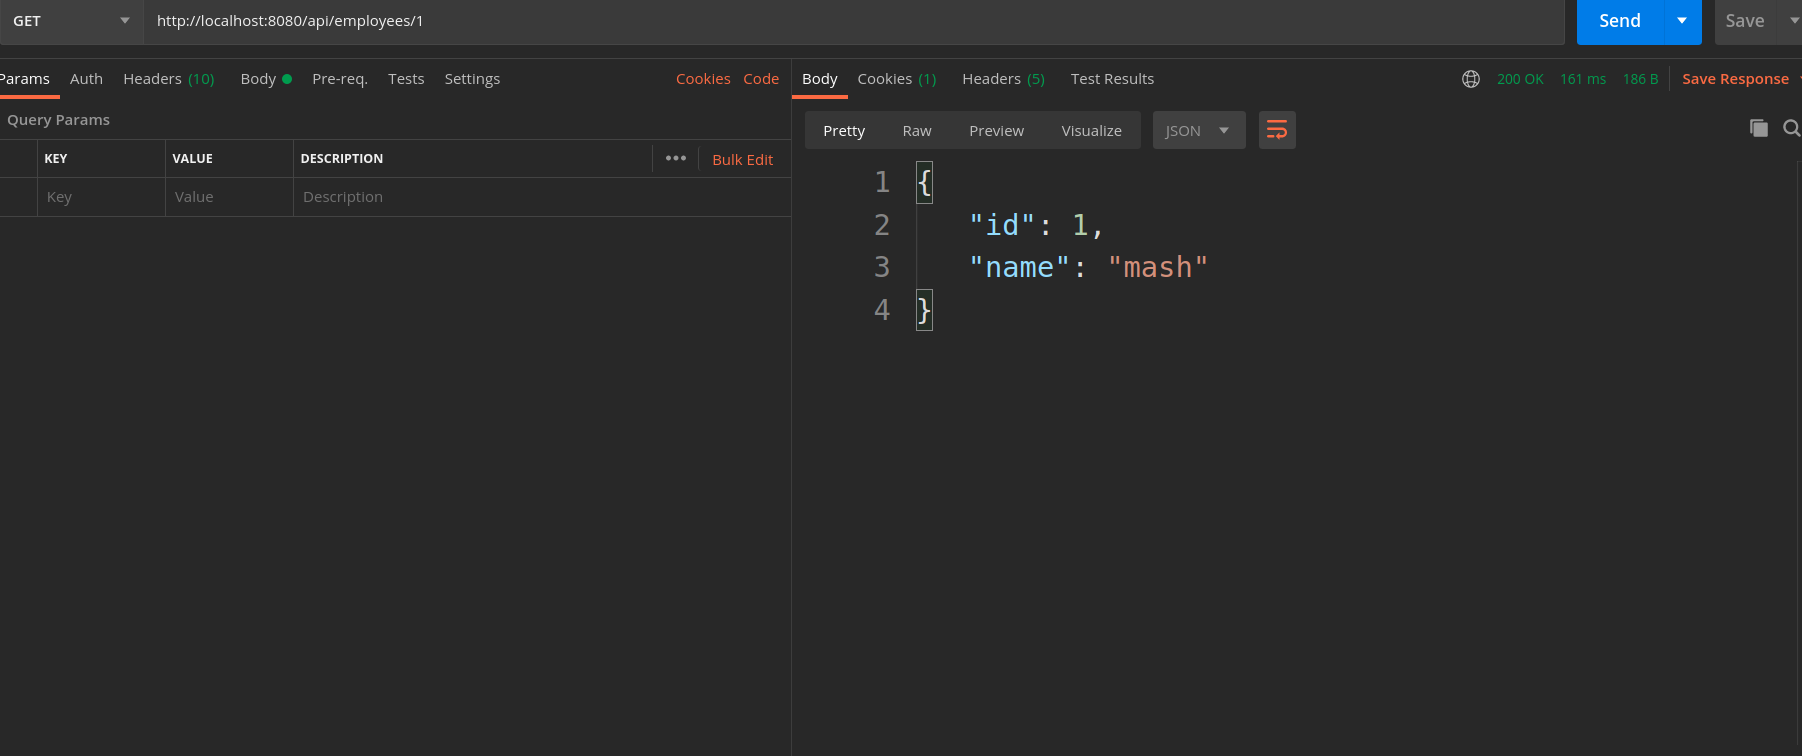 GET http://localhost:8080/api/employees/1 Send Save
Params Auth Headers (10) Body Pre-req. Tests Settings Cookies Code
Query Params
KEY VALUE DESCRIPTION ••• Bulk Edit
Key Value Description
Body Cookies (1) Headers (5) Test Results 200 OK 161 ms 186 B Save Response
Pretty Raw Preview Visualize JSON
1 {
2 "id": 1,
3 "name": "mash"
4 }